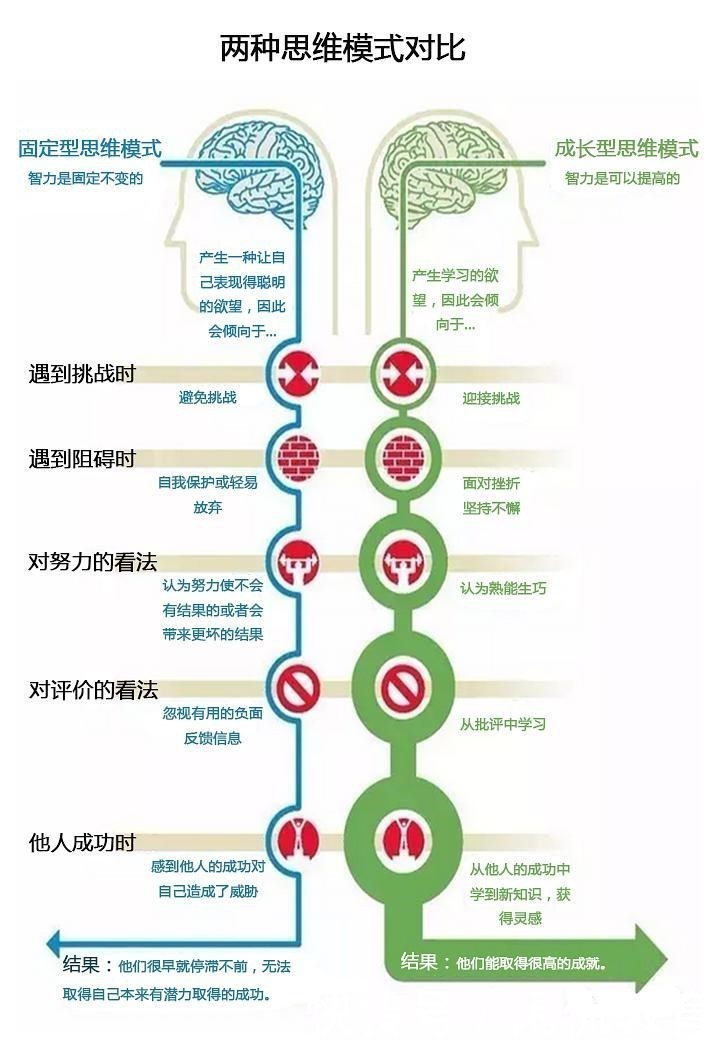 两种思维模式对比
固定型思维模式
智力是固定不变的
成长型思维模式
智力是可以提高的
产生一种让自
己表现得聪明
的欲望，因此
会倾向于...
产生学习的欲
望，因此会倾
向于...
遇到挑战时
避免挑战
迎接挑战
遇到阻碍时
自我保护或轻易
放弃
面对挫折
坚持不懈
对努力的看法
认为努力使不会
有结果的或者会
带来更坏的结果
认为熟能生巧
对评价的看法
忽视有用的负面
反馈信息
从批评中学习
他人成功时
感到他人的成功对
自己造成了威胁
从他人的成功中
学到新知识，获
得灵感
结果：他们很早就停滞不前，无法
取得自己本来有潜力取得的成功。
结果：他们能取得很高的成就。